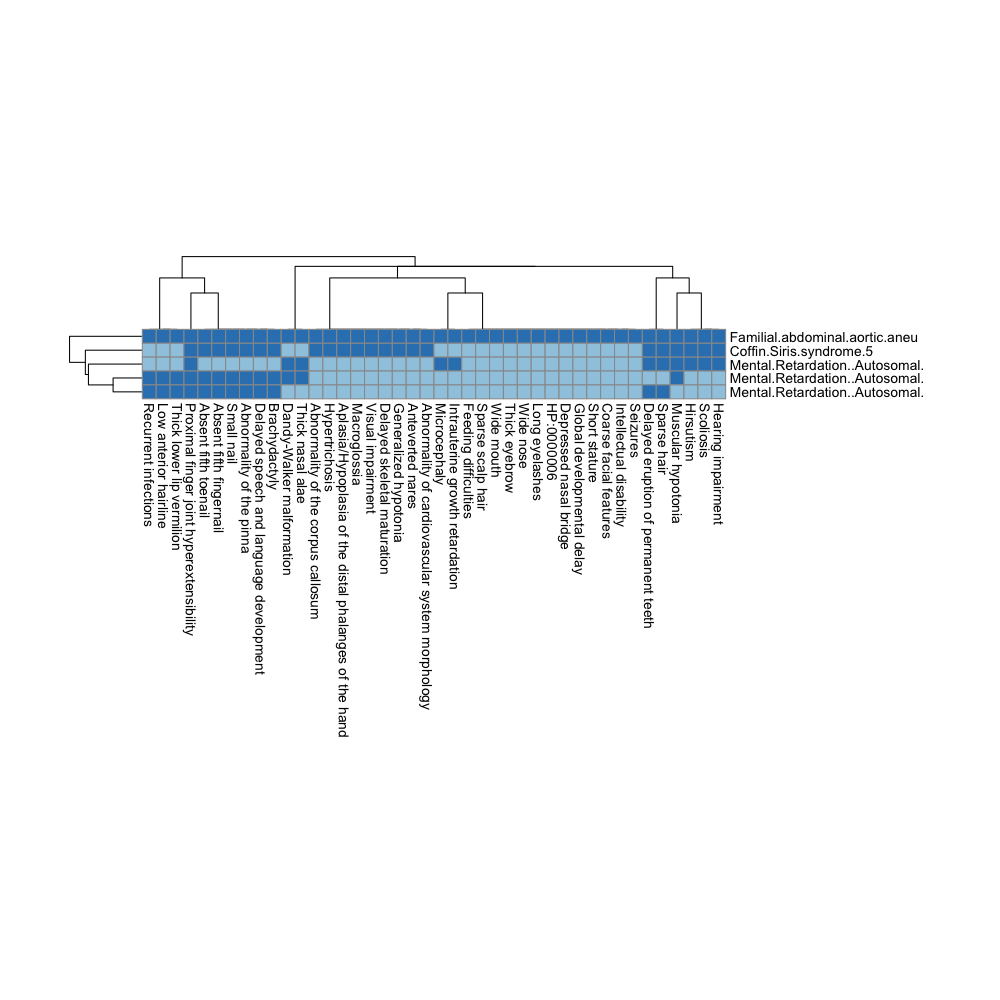 Familial.abdominal.aortic.aneu
Coffin.Siris.syndrome.5
Mental.Retardation..Autosomal.
Mental.Retardation..Autosomal.
Mental.Retardation..Autosomal.
Recurrent infections
Low anterior hairline
Thick lower lip vermilion
Proximal finger joint hyperextensibility
Absent fifth toenail
Absent fifth fingernail
Small nail
Abnormality of the pinna
Delayed speech and language development
Brachydactyly
Dandy-Walker malformation
Thick nasal alae
Abnormality of the corpus callosum
Hypertrichosis
Aplasia/Hypoplasia of the distal phalanges of the hand
Macroglossia
Visual impairment
Delayed skeletal maturation
Generalized hypotonia
Anteverted nares
Abnormality of cardiovascular system morphology
Microcephaly
Intrauterine growth retardation
Feeding difficulties
Sparse scalp hair
Wide mouth
Thick eyebrow
Wide nose
Long eyelashes
HP:0000006
Depressed nasal bridge
Global developmental delay
Short stature
Coarse facial features
Intellectual disability
Seizures
Delayed eruption of permanent teeth
Sparse hair
Muscular hypotonia
Hirsutism
Scoliosis
Hearing impairment